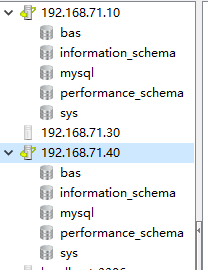 192.168.71.10
bas
information_schema
mysql
performance_schema
sys
192.168.71.30
192.168.71.40
bas
information_schema
mysql
performance_schema
sys